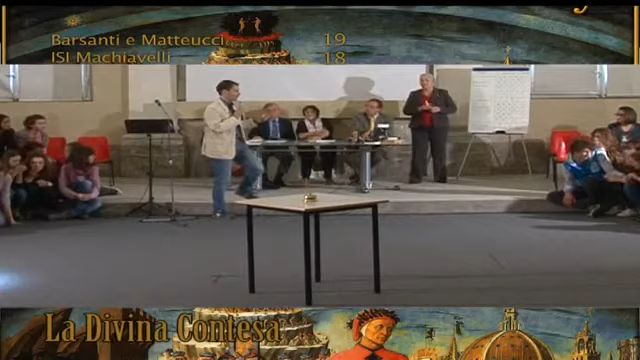 Barsanti e Matteucci 19
ISI Machiavelli 18
La Divina Contesa